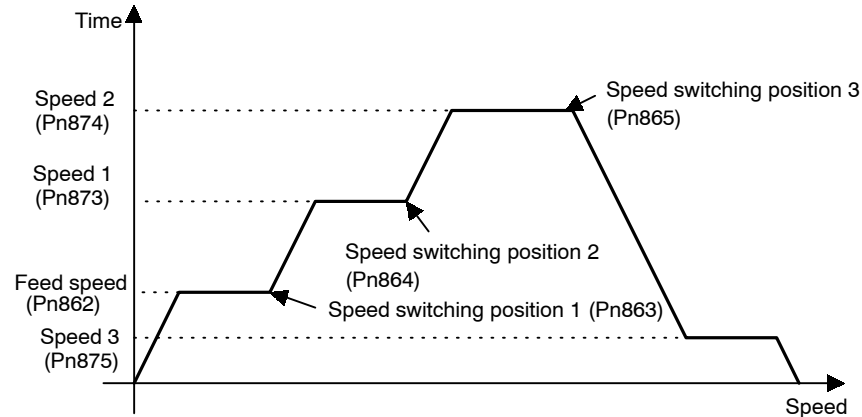 Time
Speed 2
(Pn874)
Speed switching position 3
(Pn865)
Speed 1
(Pn873)
Speed switching position 2
(Pn864)
Feed speed
(Pn862)
Speed switching position 1 (Pn863)
Speed 3
(Pn875)
Speed